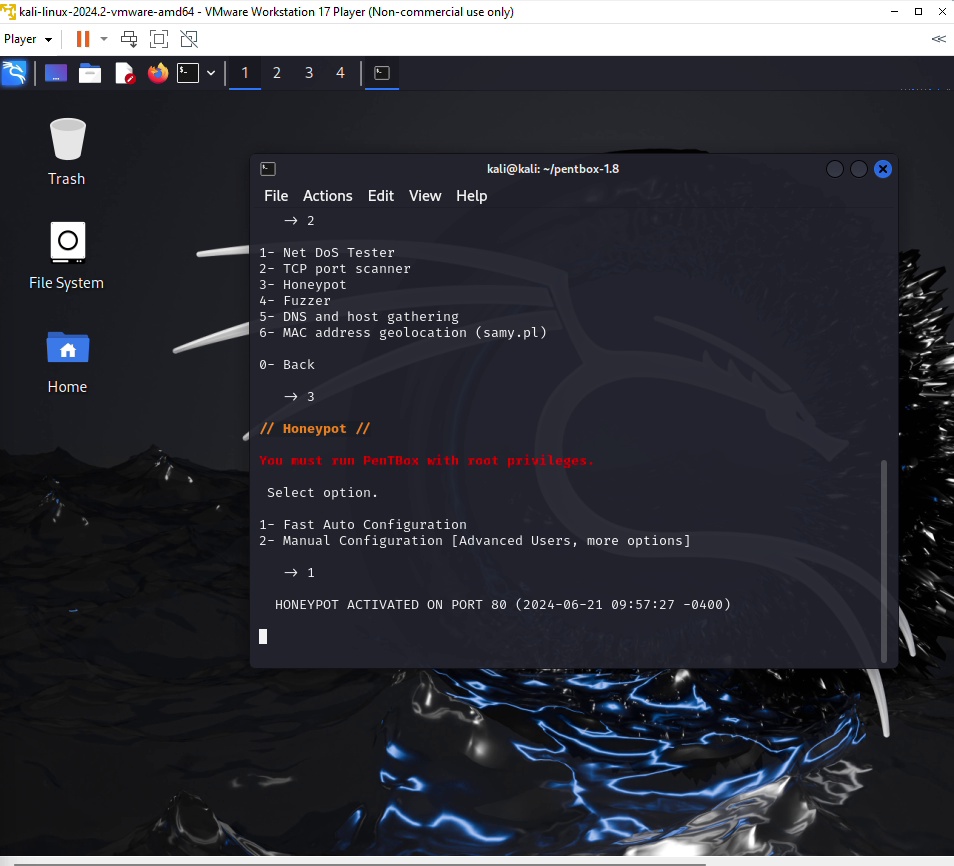 kali-linux-2024.2-vmware-amd64 - VMware Workstation 17 Player (Non-commercial use only)
Player
1 2 3 4
Trash
File System
Home
kali@kali: ~/pentbox-1.8
File Actions Edit View Help
→ 2
1- Net DoS Tester
2- TCP port scanner
3- Honeypot
4- Fuzzer
5- DNS and host gathering
6- MAC address geolocation (samy.pl)
0- Back
→ 3
// Honeypot //
You must run PenTBox with root privileges.
Select option.
1- Fast Auto Configuration
2- Manual Configuration [Advanced Users, more options]
→ 1
HONEYPOT ACTIVATED ON PORT 80 (2024-06-21 09:57:27 -0400)